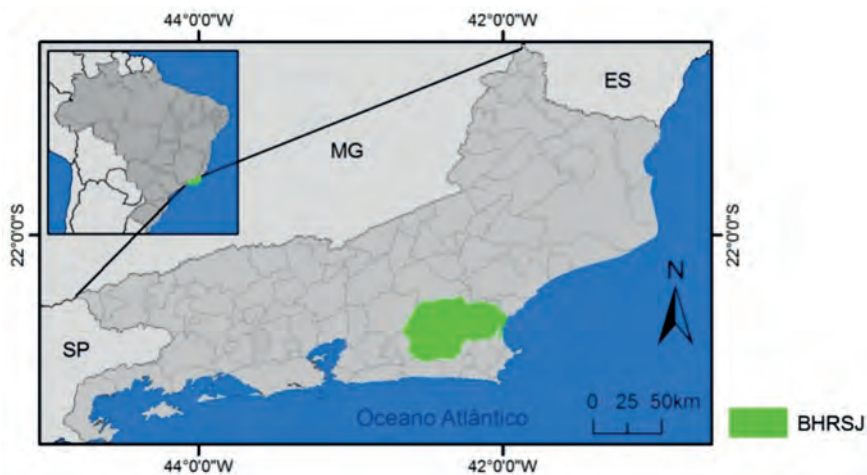 44°0'0"W 42°0'0"W
ES
MG
22°0'0"S 22°0'0"S
N
SP
Oceano Atlântico
0 25 50km
BHRSJ
44°0'0"W 42°0'0"W